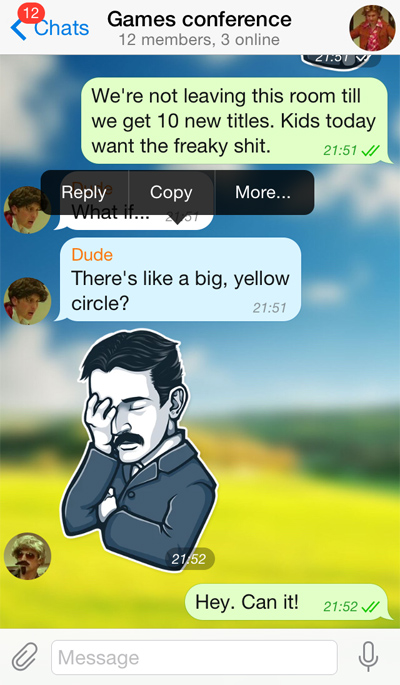 12
Chats
Games conference
12 members, 3 online
21:51
We're not leaving this room till
we get 10 new titles. Kids today
want the freaky shit.
21:51
Reply Copy More...
Dude
What if... 21:51
Dude
There's like a big, yellow
circle?
21:51
21:52
Hey. Can it! 21:52
Message